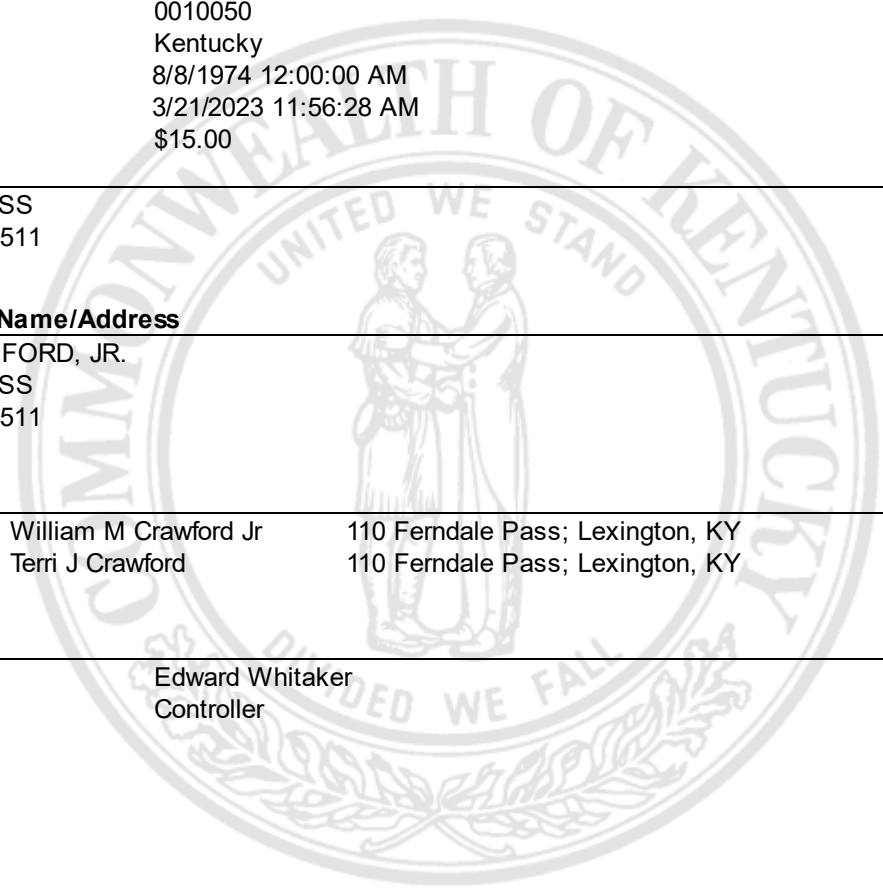 0010050
Kentucky
8/8/1974 12:00:00 AM
3/21/2023 11:56:28 AM
$15.00
SS
511
Name/Address
FORD, JR.
SS
511
William M Crawford Jr 110 Ferndale Pass; Lexington, KY
Terri J Crawford 110 Ferndale Pass; Lexington, KY
Edward Whitaker
Controller
COMMONWEALTH OF KENTUCKY
UNITED WE STAND
DIVIDED WE FALL